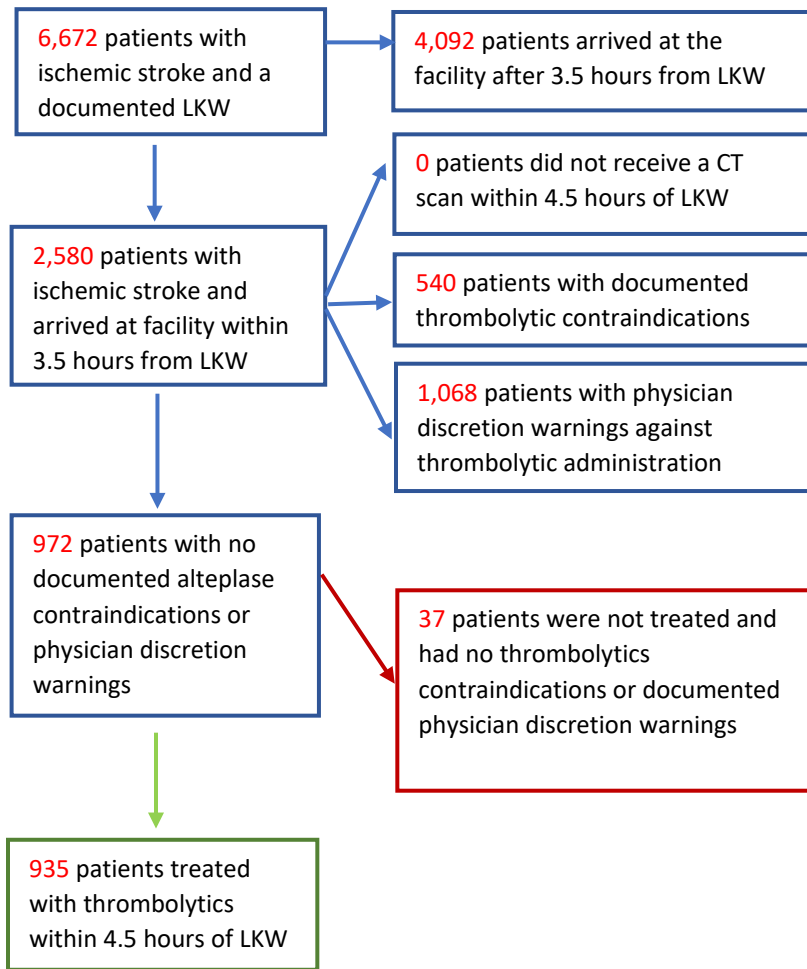 6,672 patients with
ischemic stroke and a
documented LKW
4,092 patients arrived at the
facility after 3.5 hours from LKW
0 patients did not receive a CT
scan within 4.5 hours of LKW
2,580 patients with
ischemic stroke and
arrived at facility within
3.5 hours from LKW
540 patients with documented
thrombolytic contraindications
1,068 patients with physician
discretion warnings against
thrombolytic administration
972 patients with no
documented alteplase
contraindications or
physician discretion
warnings
37 patients were not treated and
had no thrombolytics
contraindications or documented
physician discretion warnings
935 patients treated
with thrombolytics
within 4.5 hours of LKW